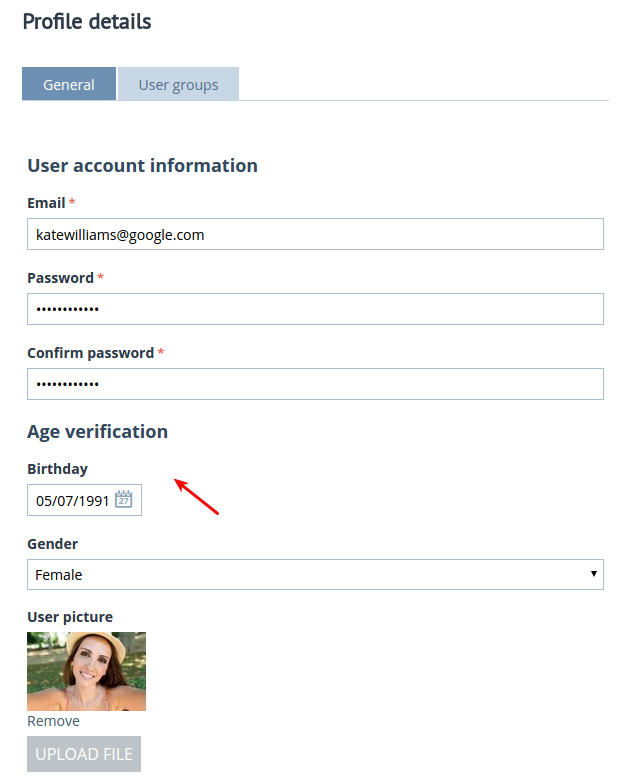 Profile details
General
User groups
User account information
Email *
katewilliams@google.com
Password *
••••••••••••
Confirm password *
••••••••••••
Age verification
Birthday
05/07/1991
27
Gender
Female
User picture
Remove
UPLOAD FILE